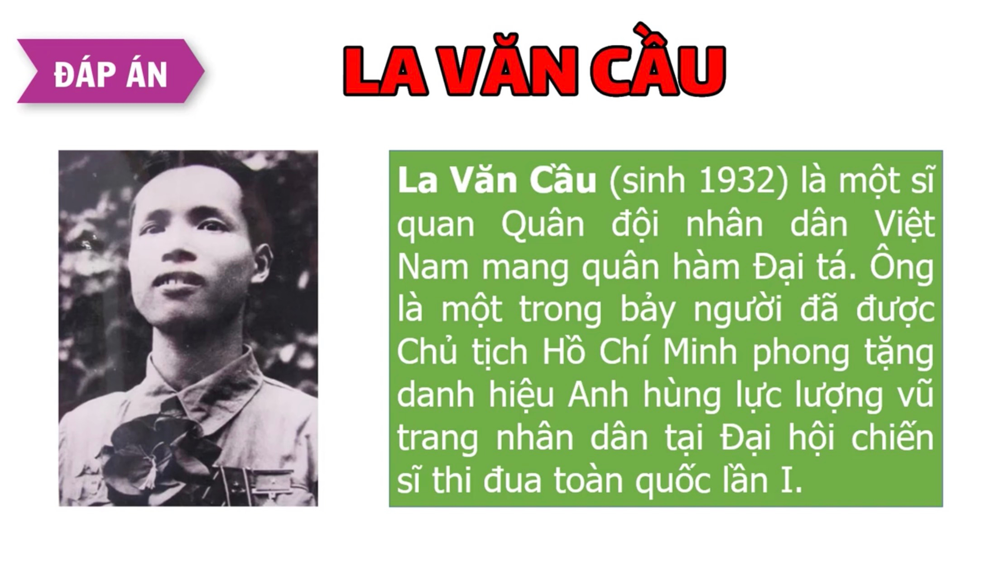 ĐÁP ÁN
LA VĂN CẦU
La Văn Cầu (sinh 1932) là một sĩ
quan Quân đội nhân dân Việt
Nam mang quân hàm Đại tá. Ông
là một trong bảy người đã được
Chủ tịch Hồ Chí Minh phong tặng
danh hiệu Anh hùng lực lượng vũ
trang nhân dân tại Đại hội chiến
sĩ thi đua toàn quốc lần I.